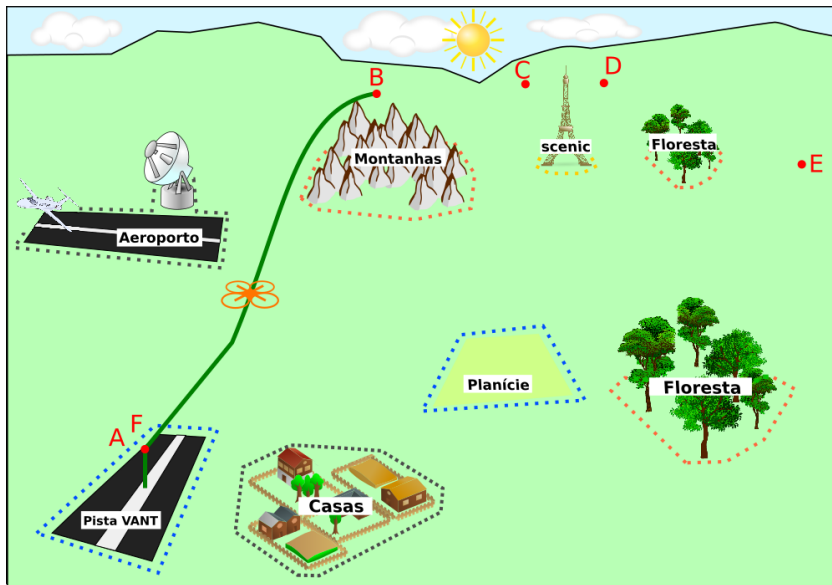 B
C
D
scenic
Floresta
Montanhas
E
Aeroporto
Planície
Floresta
F
A
Casas
Pista VANT